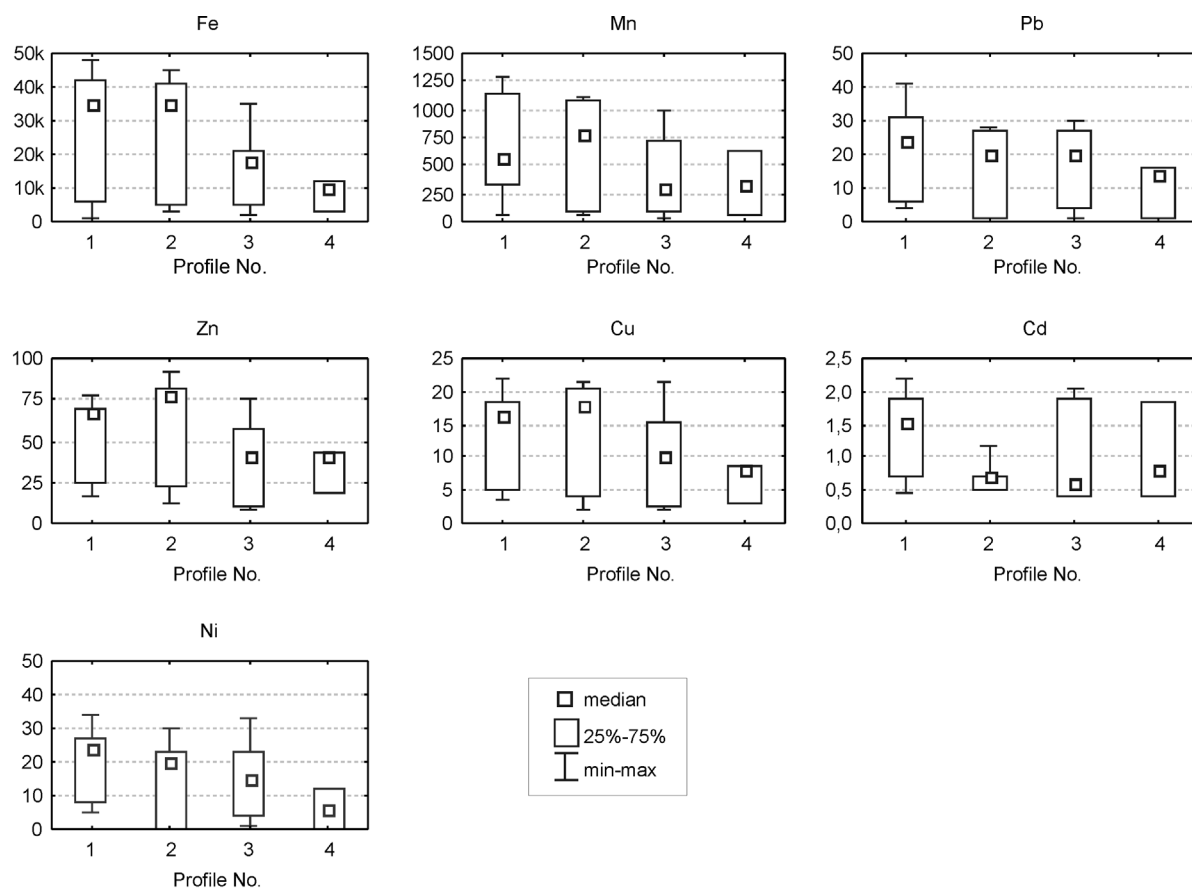 Fe
50k
40k
30k
20k
10k
0
1 2 3 4
Profile No.
Mn
1500
1250
1000
750
500
250
0
1 2 3 4
Profile No.
Pb
50
40
30
20
10
0
1 2 3 4
Profile No.
Zn
100
75
50
25
0
1 2 3 4
Profile No.
Cu
25
20
15
10
5
0
1 2 3 4
Profile No.
Cd
2,5
2,0
1,5
1,0
0,5
0,0
1 2 3 4
Profile No.
Ni
50
40
30
20
10
0
1 2 3 4
Profile No.
median
25%-75%
min-max